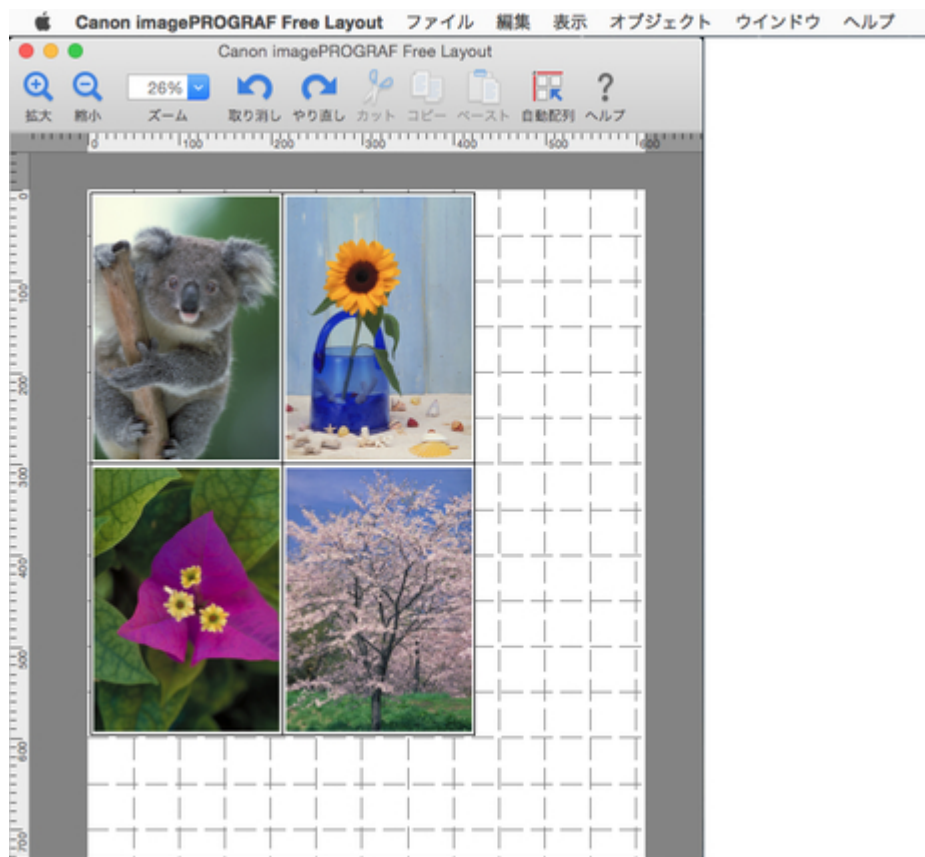 Canon imagePROGRAF Free Layout ファイル 編集 表示 オブジェクト ウインドウ ヘルプ
Canon imagePROGRAF Free Layout
26%
拡大 縮小 ズーム 取り消し やり直し カット コピー ペースト 自動配列 ヘルプ
0 100 200 300 400 500 600
0
100
200
300
400
500
600
700